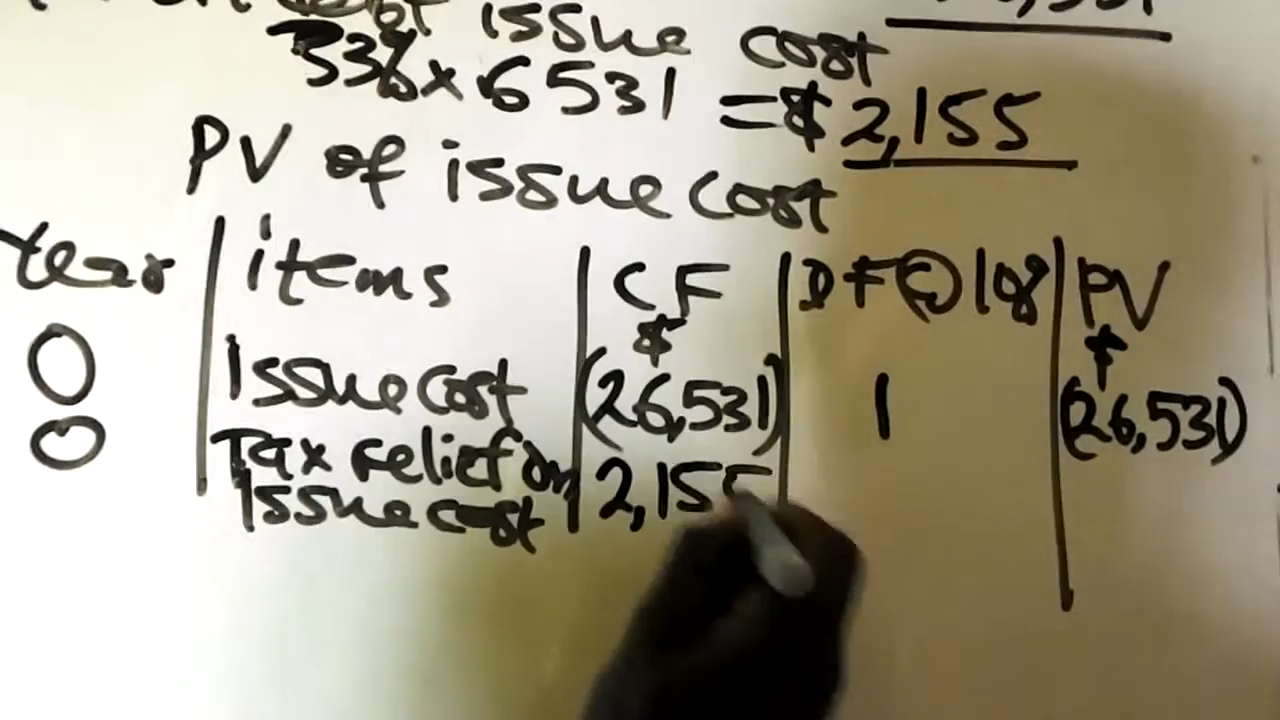 issue cost
33% x 6531 = $ 2,155
PV of issue cost
Year items CF DF @ 108 PV
$ $
0 Issue cost (26,531) 1 (26,531)
0 Tax relief on 2,155
Issue cost